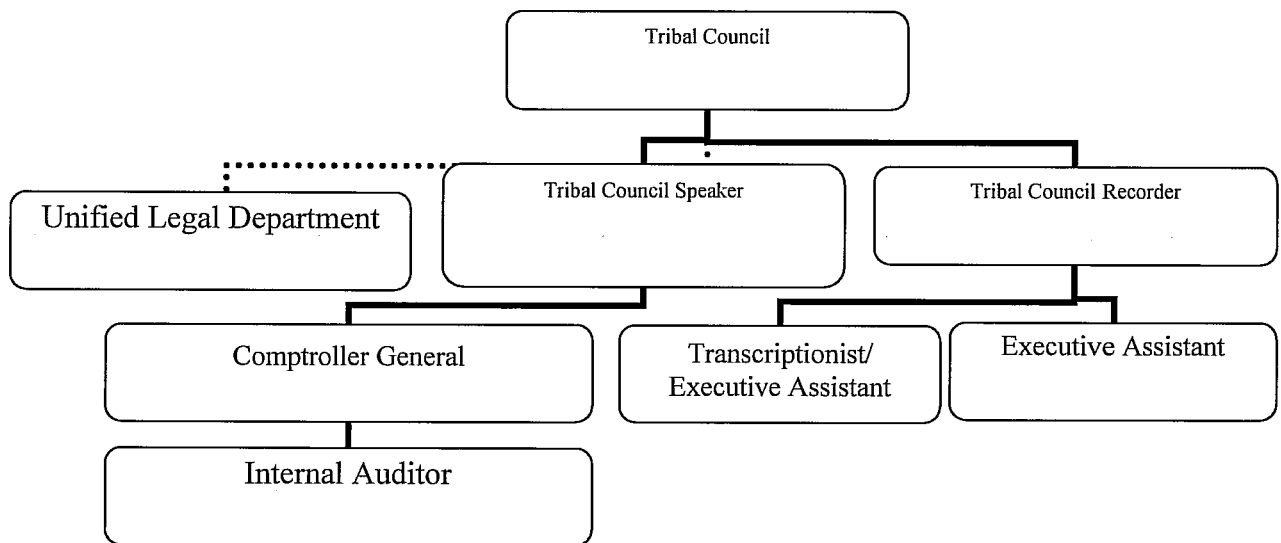 Tribal Council
Tribal Council Speaker
Tribal Council Recorder
Unified Legal Department
Comptroller General
Transcriptionist/
Executive Assistant
Executive Assistant
Internal Auditor